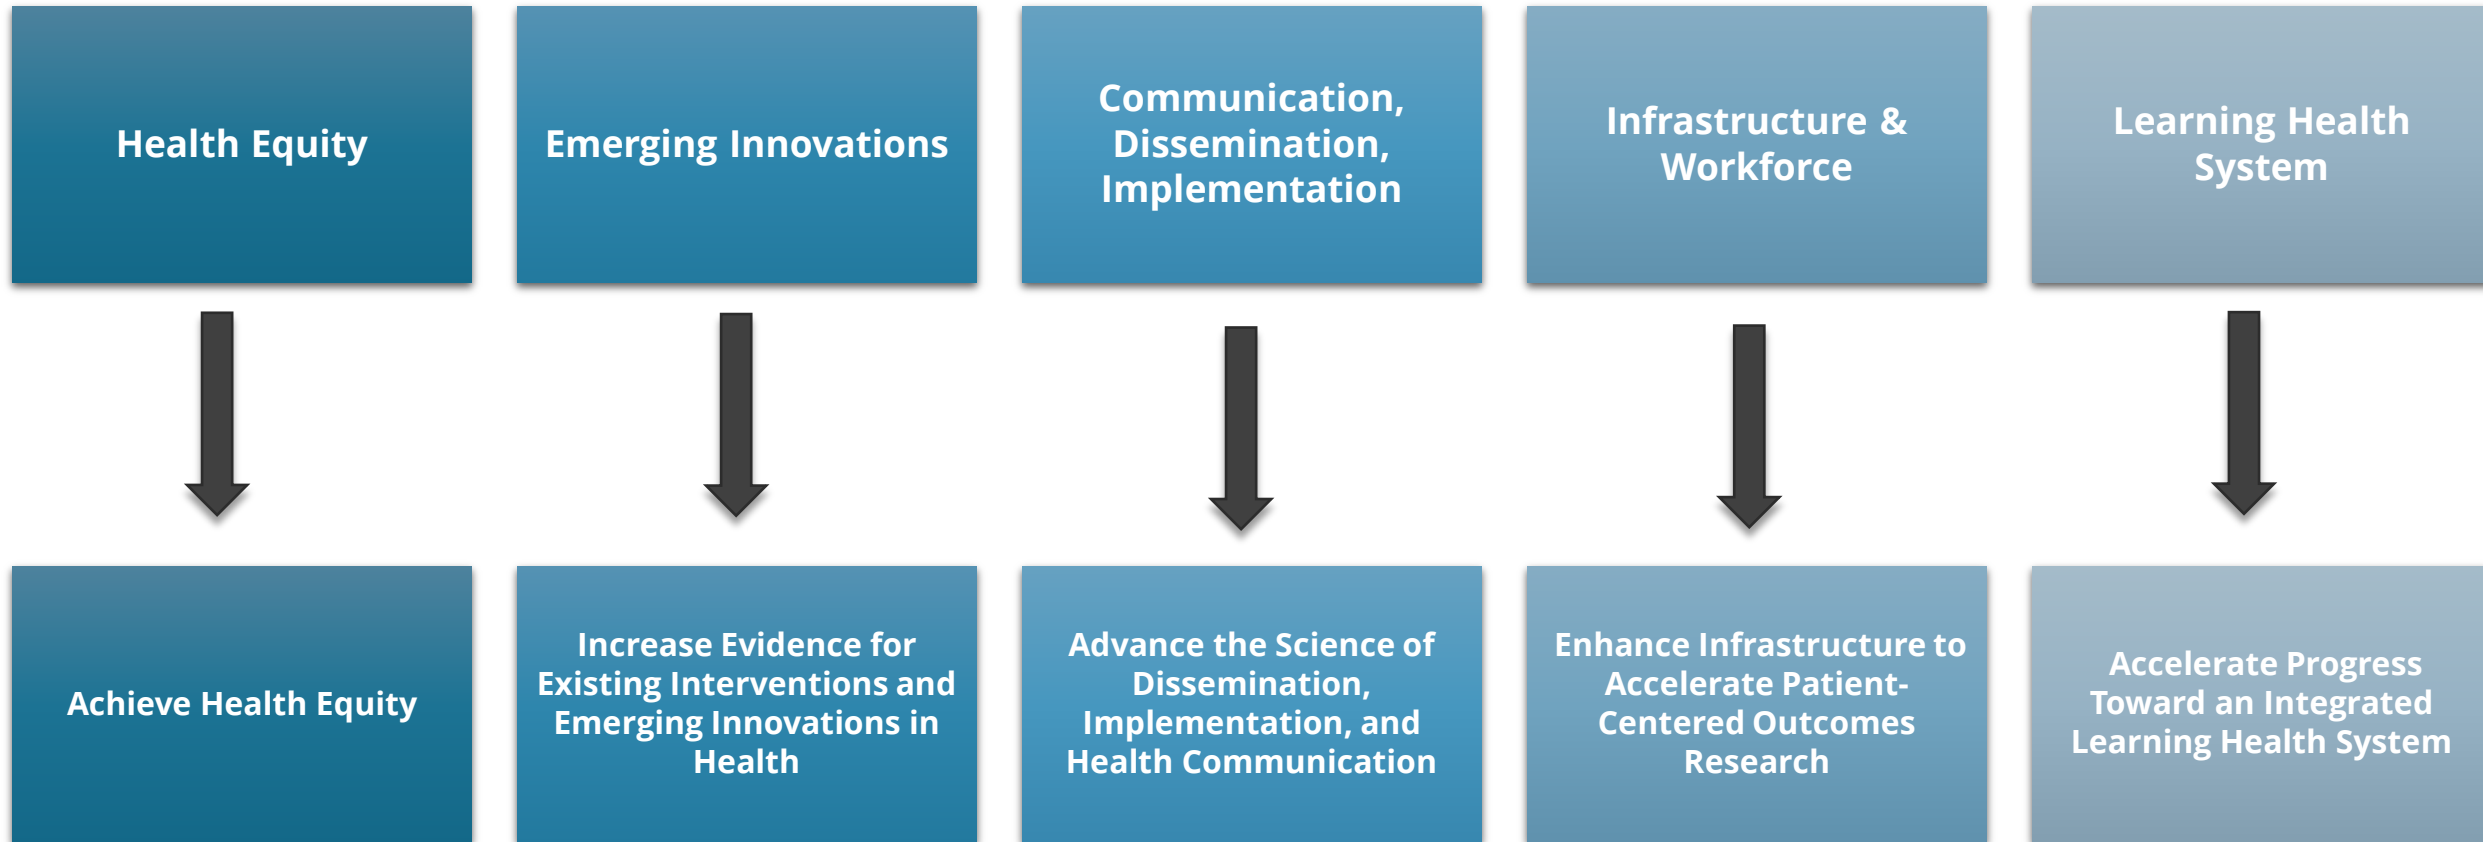 Health Equity
Emerging Innovations
Communication,
Dissemination,
Implementation
Infrastructure &
Workforce
Learning Health
System
Achieve Health Equity
Increase Evidence for
Existing Interventions and
Emerging Innovations in
Health
Advance the Science of
Dissemination,
Implementation, and
Health Communication
Enhance Infrastructure to
Accelerate Patient-
Centered Outcomes
Research
Accelerate Progress
Toward an Integrated
Learning Health System